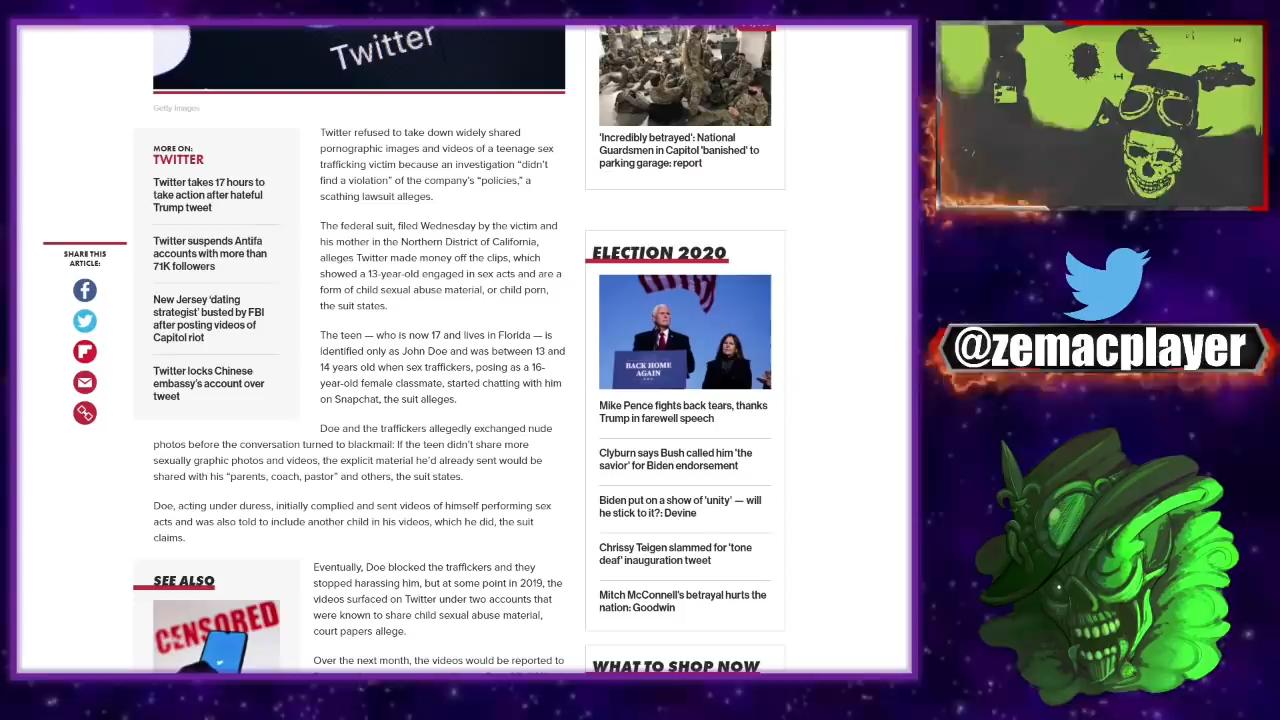 Twitter
Getty Images
MORE ON:
TWITTER
Twitter takes 17 hours to
take action after hateful
Trump tweet
Twitter suspends Antifa
accounts with more than
71K followers
New Jersey ‘dating
strategist’ busted by FBI
after posting videos of
Capitol riot
Twitter locks Chinese
embassy’s account over
tweet
SHARE THIS
ARTICLE:
Twitter refused to take down widely shared
pornographic images and videos of a teenage sex
trafficking victim because an investigation “didn’t
find a violation” of the company’s “policies,” a
scathing lawsuit alleges.
The federal suit, filed Wednesday by the victim and
his mother in the Northern District of California,
alleges Twitter made money off the clips, which
showed a 13-year-old engaged in sex acts and are a
form of child sexual abuse material, or child porn,
the suit states.
The teen — who is now 17 and lives in Florida — is
identified only as John Doe and was between 13 and
14 years old when sex traffickers, posing as a 16-
year-old female classmate, started chatting with him
on Snapchat, the suit alleges.
Doe and the traffickers allegedly exchanged nude
photos before the conversation turned to blackmail: If the teen didn’t share more
sexually graphic photos and videos, the explicit material he’d already sent would be
shared with his “parents, coach, pastor” and others, the suit states.
Doe, acting under duress, initially complied and sent videos of himself performing sex
acts and was also told to include another child in his videos, which he did, the suit
claims.
SEE ALSO
CENSORED
Eventually, Doe blocked the traffickers and they
stopped harassing him, but at some point in 2019, the
videos surfaced on Twitter under two accounts that
were known to share child sexual abuse material,
court papers allege.
Over the next month, the videos would be reported to
'Incredibly betrayed': National
Guardsmen in Capitol 'banished' to
parking garage: report
ELECTION 2020
BACK HOME
AGAIN
Mike Pence fights back tears, thanks
Trump in farewell speech
Clyburn says Bush called him 'the
savior' for Biden endorsement
Biden put on a show of 'unity' — will
he stick to it?: Devine
Chrissy Teigen slammed for 'tone
deaf' inauguration tweet
Mitch McConnell’s betrayal hurts the
nation: Goodwin
WHAT TO SHOP NOW
@zemacplayer